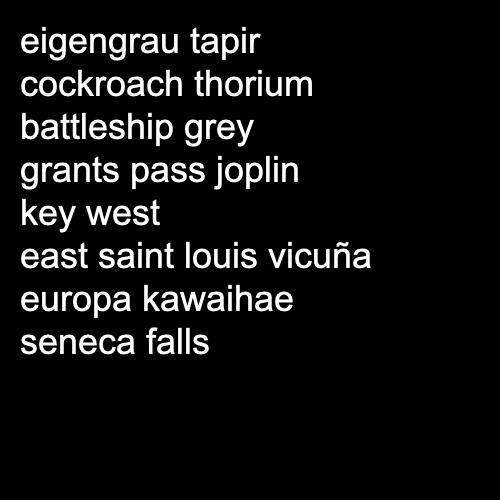 eigengrau tapir
cockroach thorium
battleship grey
grants pass joplin
key west
east saint louis vicuña
europa kawaihae
seneca falls